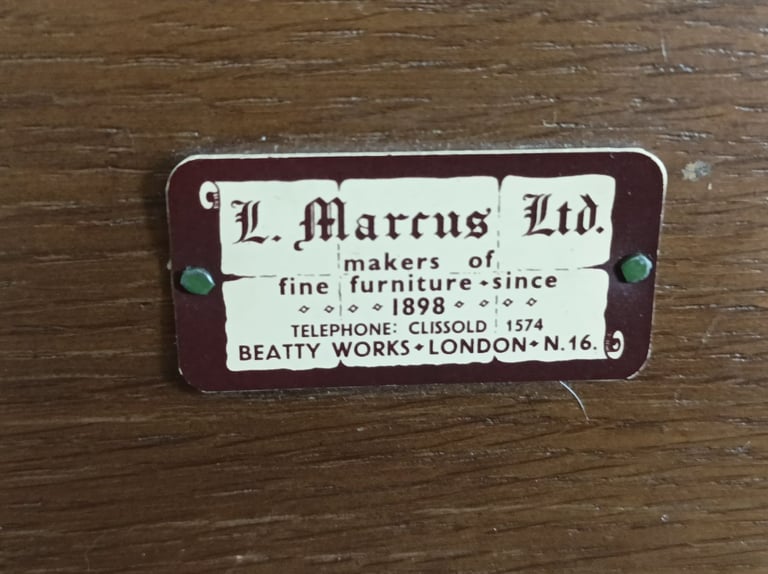 L. Marcus Ltd.
makers of
fine furniture • since
1898
TELEPHONE: CLISSOLD 1574
BEATTY WORKS • LONDON • N.16.